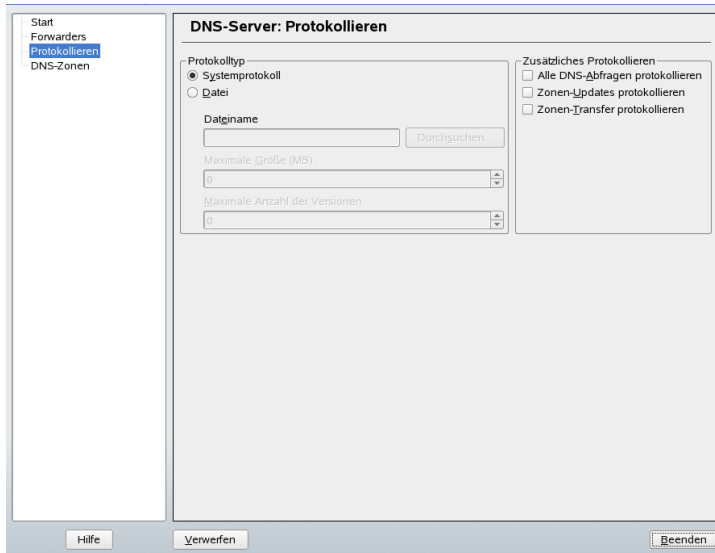 Start
Forwarders
Protokollieren
DNS-Zonen
DNS-Server: Protokollieren
Protokolltyp
Systemprotokoll
Datei
Dateiname
Durchsuchen...
Maximale Größe (MB)
0
Maximale Anzahl der Versionen
0
Zusätzliches Protokollieren
Alle DNS-Abfragen protokollieren
Zonen-Updates protokollieren
Zonen-Transfer protokollieren
Hilfe
Verwerfen
Beenden